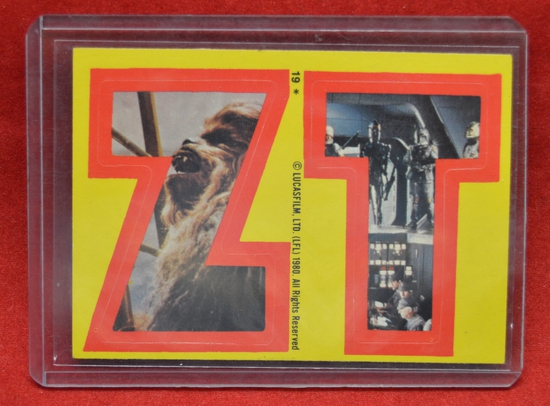 Z T
19 *
© LUCASFILM, LTD. (LFL) 1980. All Rights Reserved